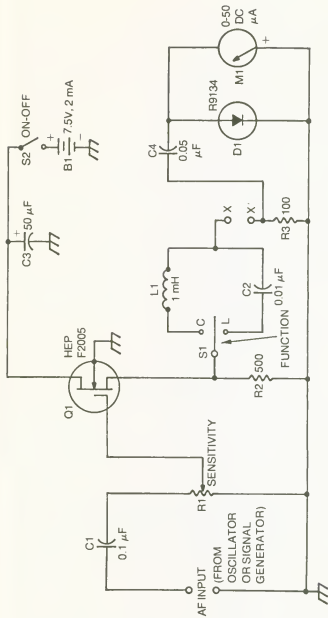 ON-OFF
S2
+
B1
7.5V, 2 mA
−
+
C3
50 µF
HEP
F2005
Q1
C1
0.1 µF
R1
SENSITIVITY
AF INPUT
(FROM
OSCILLATOR
OR SIGNAL
GENERATOR)
R2
500
S1
FUNCTION
C
L
L1
1 mH
C2
0.01 µF
X
X'
R3
100
C4
0.05
µF
R9134
D1
0-50
DC
µA
M1
+